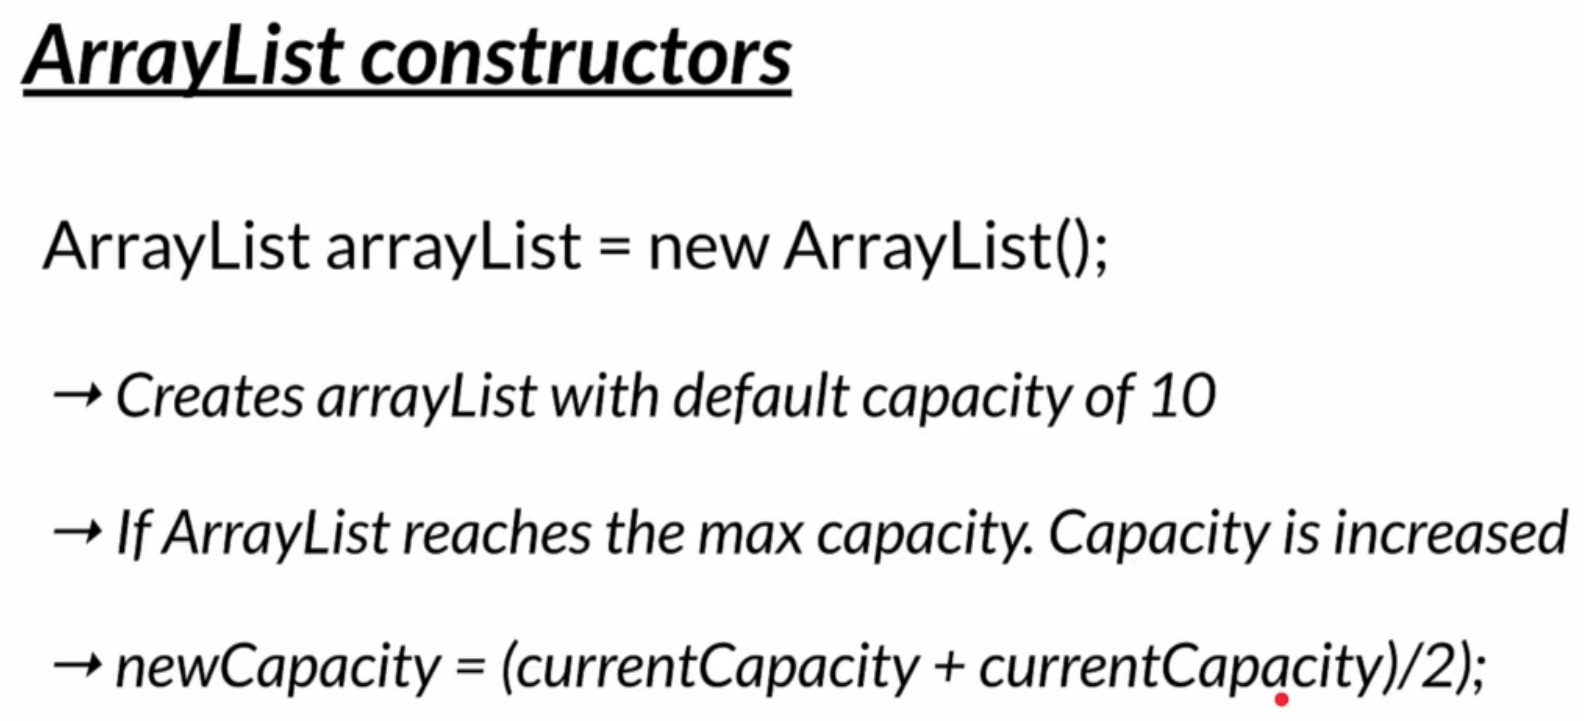 ArrayList constructors
ArrayList arrayList = new ArrayList();
→ Creates arrayList with default capacity of 10
→ If ArrayList reaches the max capacity. Capacity is increased
→ newCapacity = (currentCapacity + currentCapacity)/2);